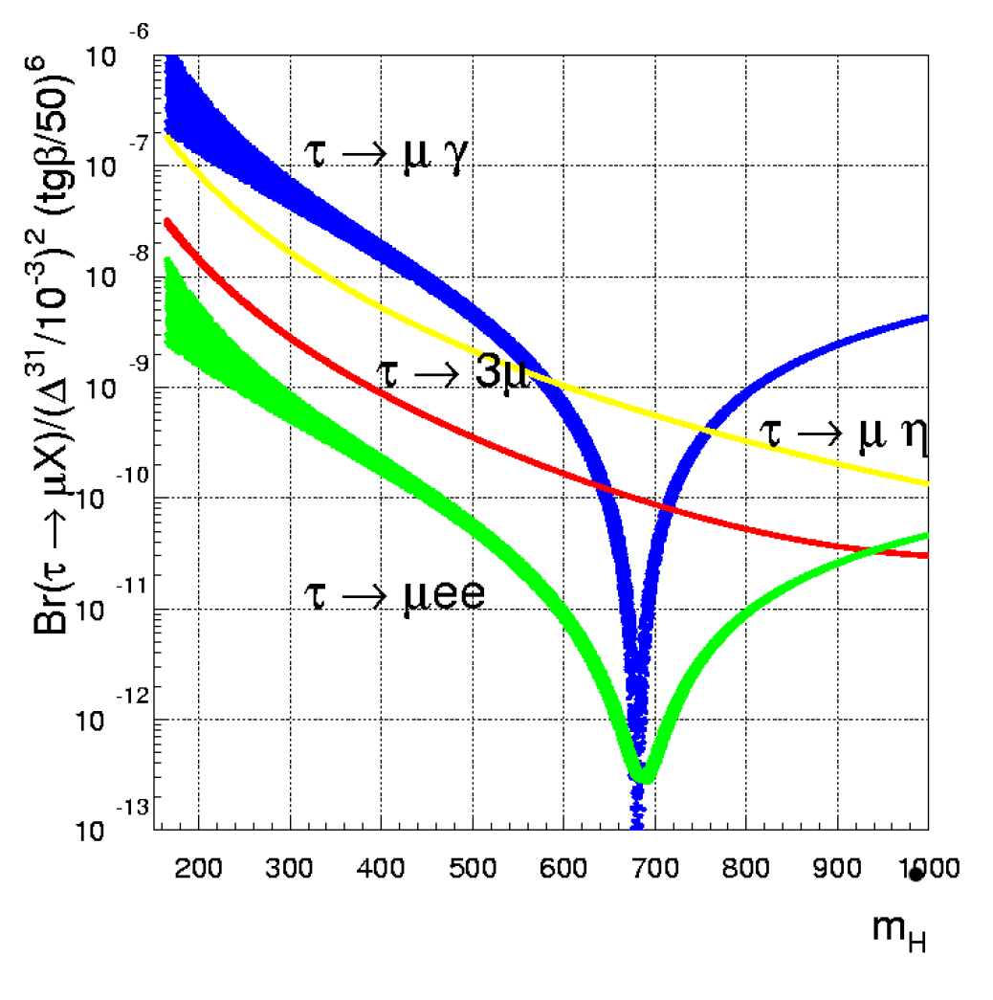 Br(τ → μX)/(Δ³¹/10⁻³)² (tgβ/50)⁶
10⁻⁶
10⁻⁷
10⁻⁸
10⁻⁹
10⁻¹⁰
10⁻¹¹
10⁻¹²
10⁻¹³
τ → μ γ
τ → 3μ
τ → μ η
τ → μee
200 300 400 500 600 700 800 900 1000
m_H